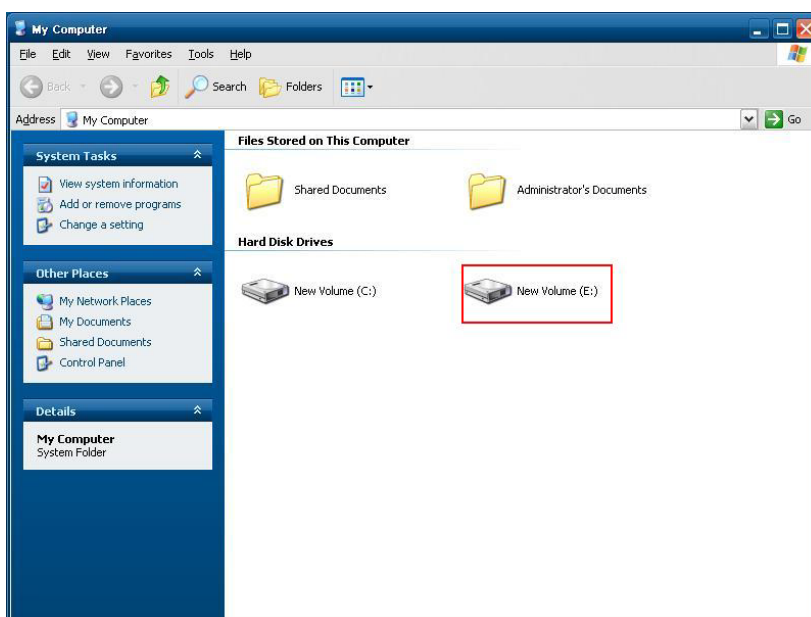 My Computer
File Edit View Favorites Tools Help
Back Search Folders
Address My Computer Go
System Tasks
View system information
Add or remove programs
Change a setting
Other Places
My Network Places
My Documents
Shared Documents
Control Panel
Details
My Computer
System Folder
Files Stored on This Computer
Shared Documents Administrator's Documents
Hard Disk Drives
New Volume (C:) New Volume (E:)